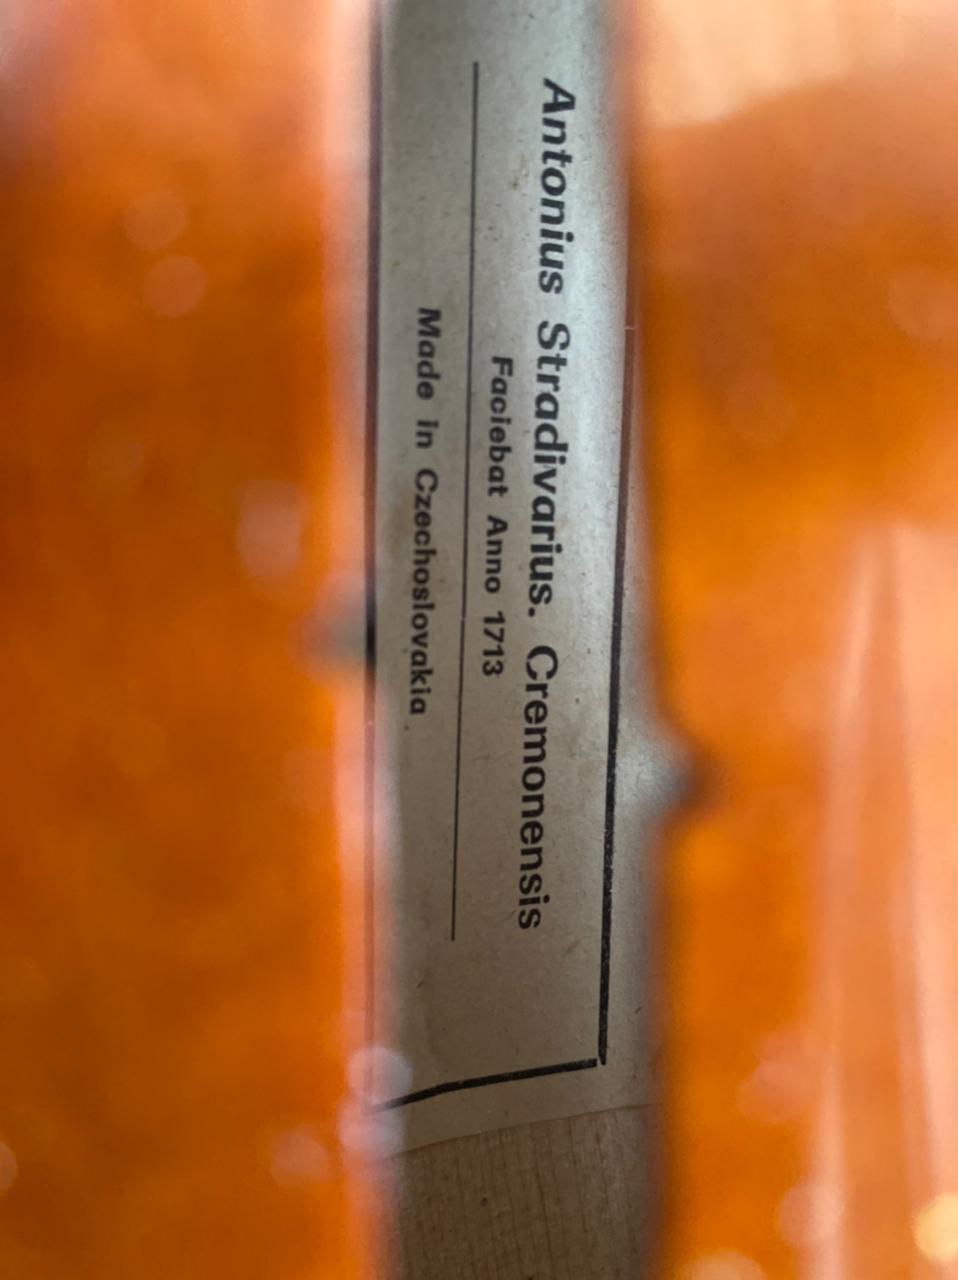 Antonius Stradivarius. Cremonensis
Faciebat Anno 1713
Made in Czechoslovakia